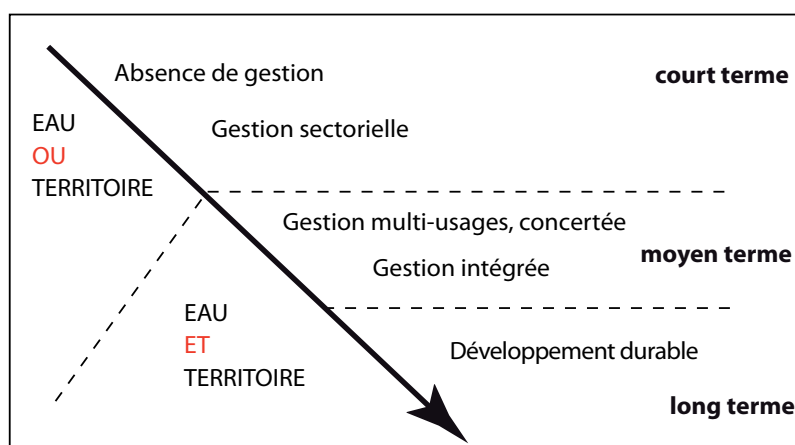 Absence de gestion
court terme
EAU
OU
TERRITOIRE
Gestion sectorielle
Gestion multi-usages, concertée
moyen terme
Gestion intégrée
EAU
ET
TERRITOIRE
Développement durable
long terme